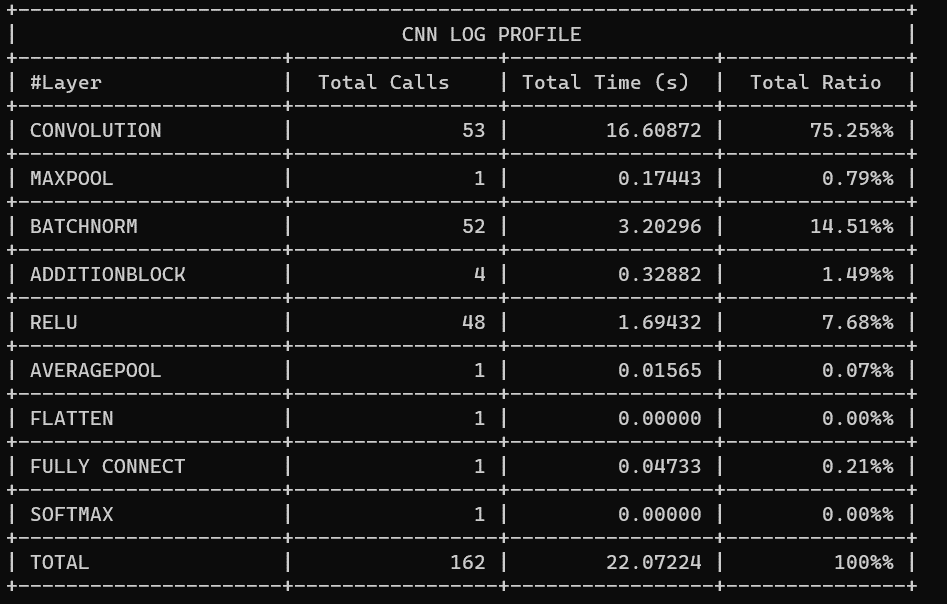 CNN LOG PROFILE
#Layer | Total Calls | Total Time (s) | Total Ratio
CONVOLUTION | 53 | 16.60872 | 75.25%%
MAXPOOL | 1 | 0.17443 | 0.79%%
BATCHNORM | 52 | 3.20296 | 14.51%%
ADDITIONBLOCK | 4 | 0.32882 | 1.49%%
RELU | 48 | 1.69432 | 7.68%%
AVERAGEPOOL | 1 | 0.01565 | 0.07%%
FLATTEN | 1 | 0.00000 | 0.00%%
FULLY CONNECT | 1 | 0.04733 | 0.21%%
SOFTMAX | 1 | 0.00000 | 0.00%%
TOTAL | 162 | 22.07224 | 100%%